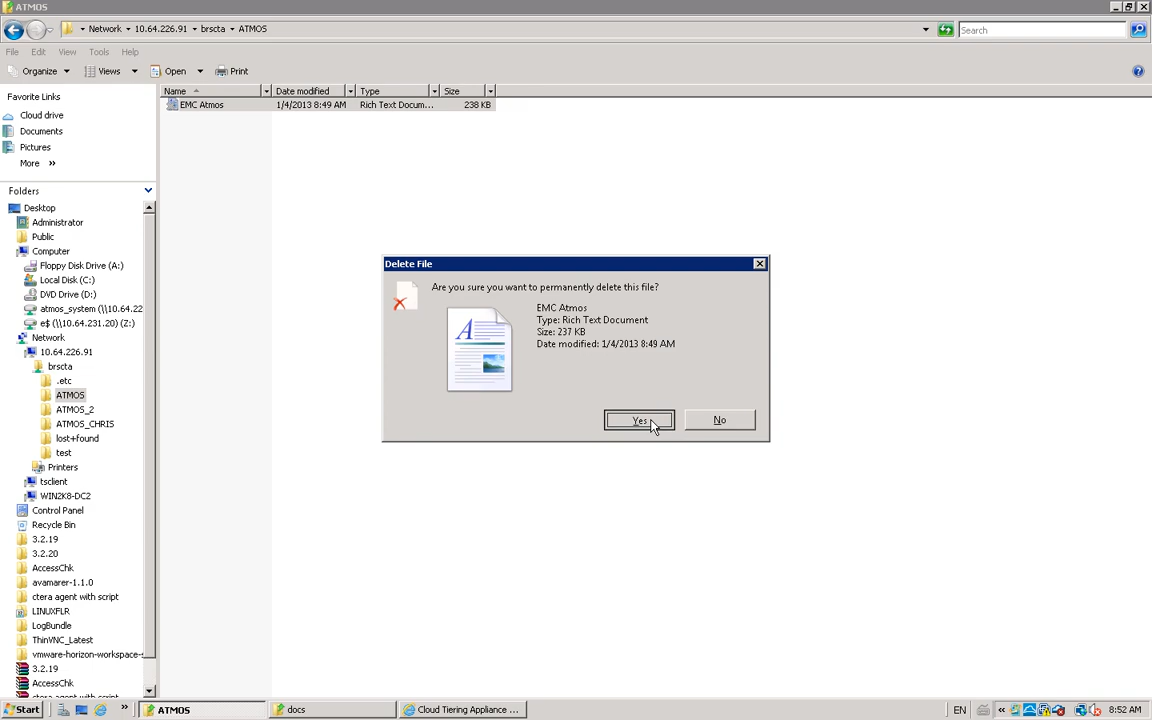 ATMOS
Network 10.64.226.91 brscta ATMOS
Search
File Edit View Tools Help
Organize Views Open Print
Favorite Links
Cloud drive
Documents
Pictures
More »
Folders
Desktop
Administrator
Public
Computer
Floppy Disk Drive (A:)
Local Disk (C:)
DVD Drive (D:)
atmos_system (\\10.64.22
e$ (\\10.64.231.20) (Z:)
Network
10.64.226.91
brscta
.etc
ATMOS
ATMOS_2
ATMOS_CHRIS
lost+found
test
Printers
tsclient
WIN2K8-DC2
Control Panel
Recycle Bin
3.2.19
3.2.20
AccessChk
avamarer-1.1.0
ctera agent with script
LINUXFLR
LogBundle
ThinVNC_Latest
vmware-horizon-workspace-s
3.2.19
AccessChk
ctera agent with script
Name Date modified Type Size
EMC Atmos 1/4/2013 8:49 AM Rich Text Docum... 238 KB
Delete File
Are you sure you want to permanently delete this file?
EMC Atmos
Type: Rich Text Document
Size: 237 KB
Date modified: 1/4/2013 8:49 AM
Yes No
Start » ATMOS docs Cloud Tiering Appliance ... EN « 8:52 AM